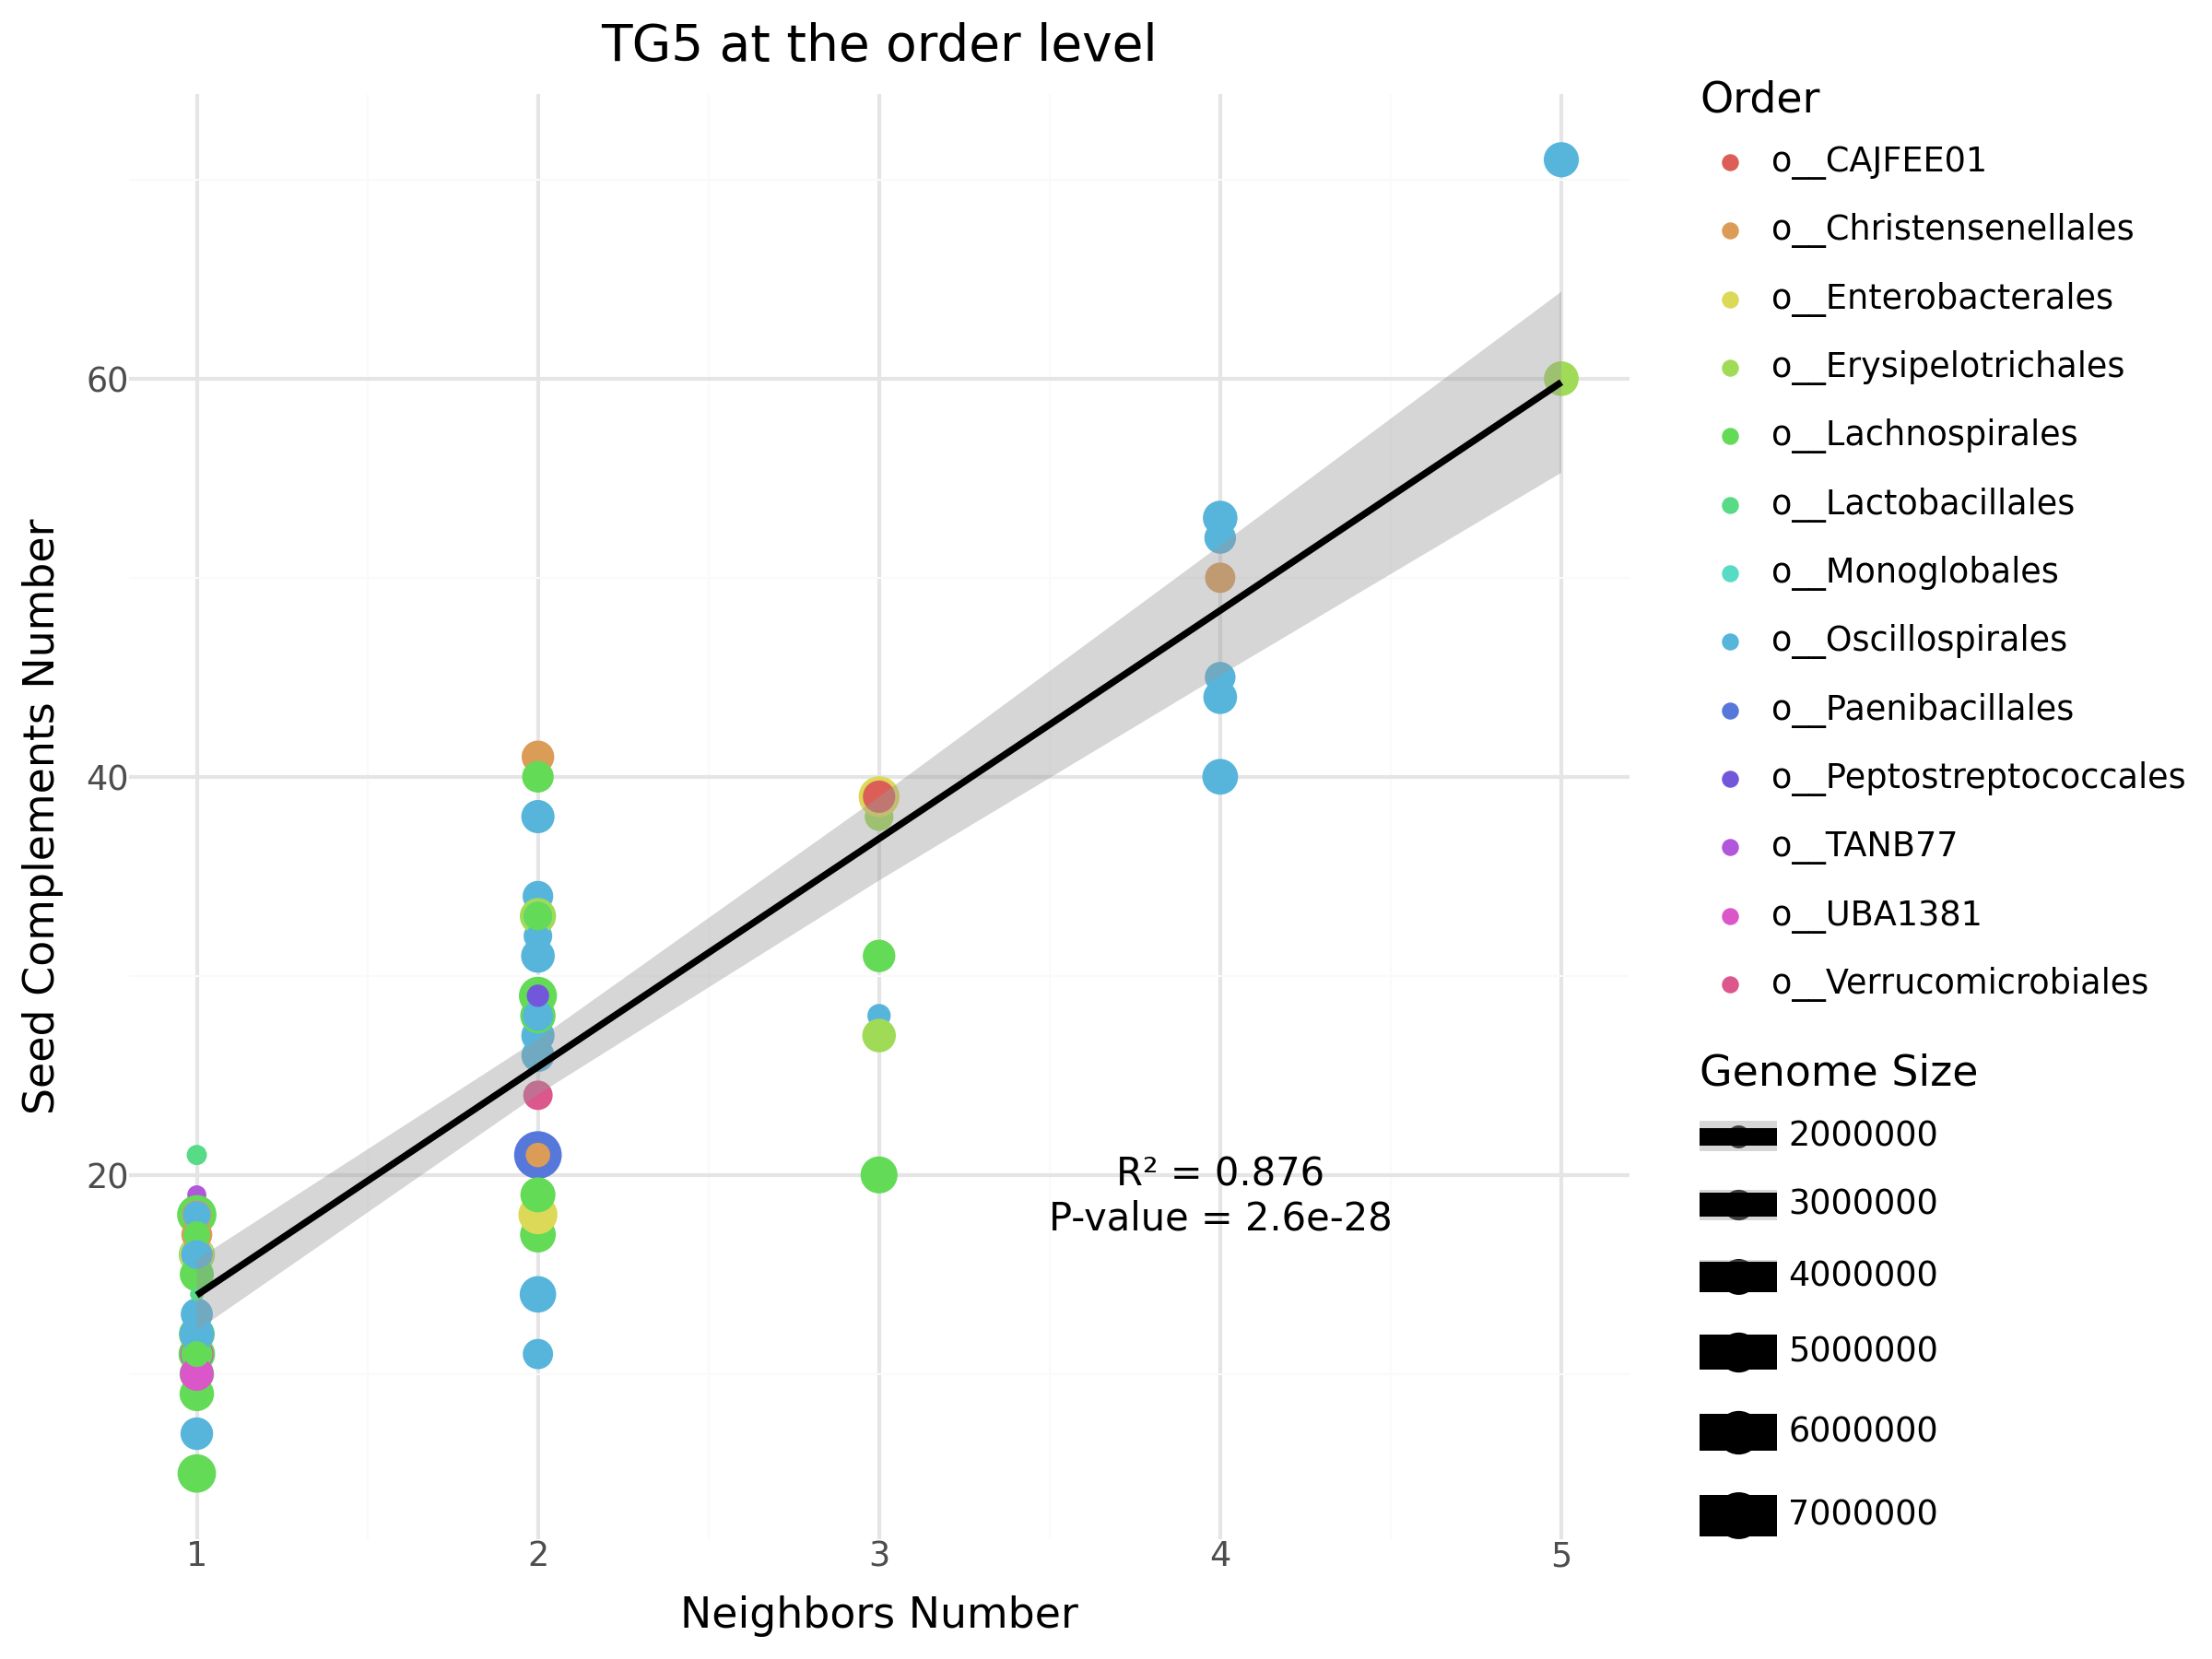 TG5 at the order level
Seed Complements Number
60
40
20
R² = 0.876
P-value = 2.6e-28
1 2 3 4 5
Neighbors Number
Order
o__CAJFEE01
o__Christensenellales
o__Enterobacterales
o__Erysipelotrichales
o__Lachnospirales
o__Lactobacillales
o__Monoglobales
o__Oscillospirales
o__Paenibacillales
o__Peptostreptococcales
o__TANB77
o__UBA1381
o__Verrucomicrobiales
Genome Size
2000000
3000000
4000000
5000000
6000000
7000000